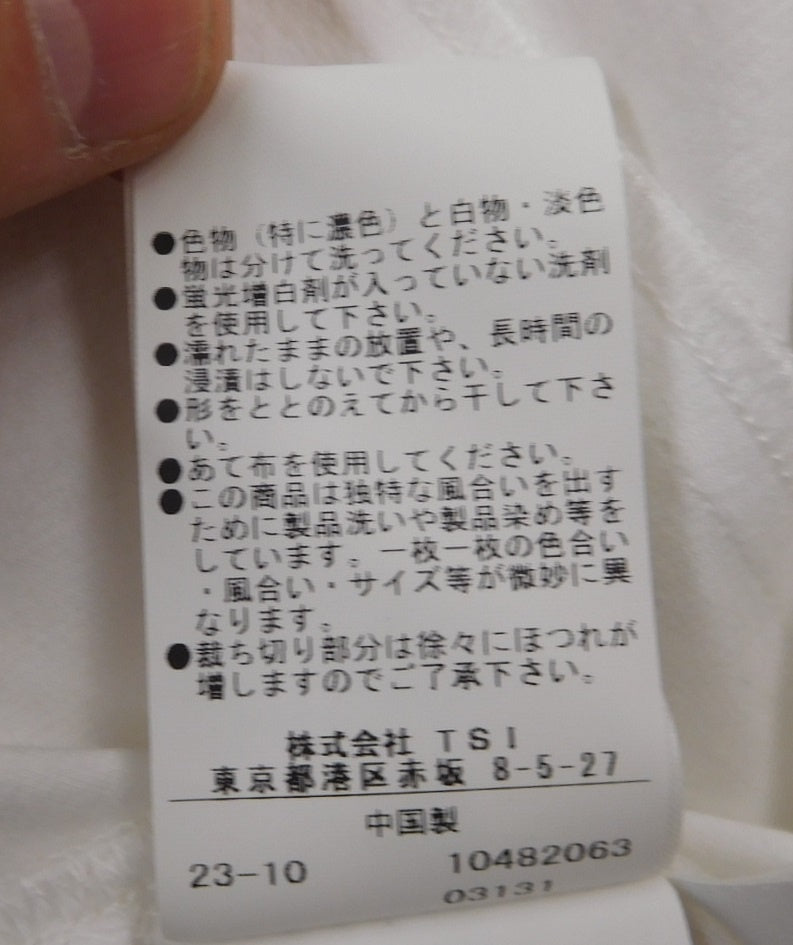 ●色物（特に濃色）と白物・淡色
物は分けて洗ってください。
●蛍光増白剤が入っていない洗剤
を使用して下さい。
●濡れたままの放置や、長時間の
浸漬はしないで下さい。
●形をととのえてから干して下さ
い。
●あて布を使用してください。
●この商品は独特な風合いを出す
ために製品洗いや製品染め等を
しています。一枚一枚の色合い
・風合い・サイズ等が微妙に異
なります。
●裁ち切り部分は徐々にほつれが
増しますのでご了承下さい。
株式会社 TSI
東京都港区赤坂 8-5-27
中国製
23-10 10482063
03131